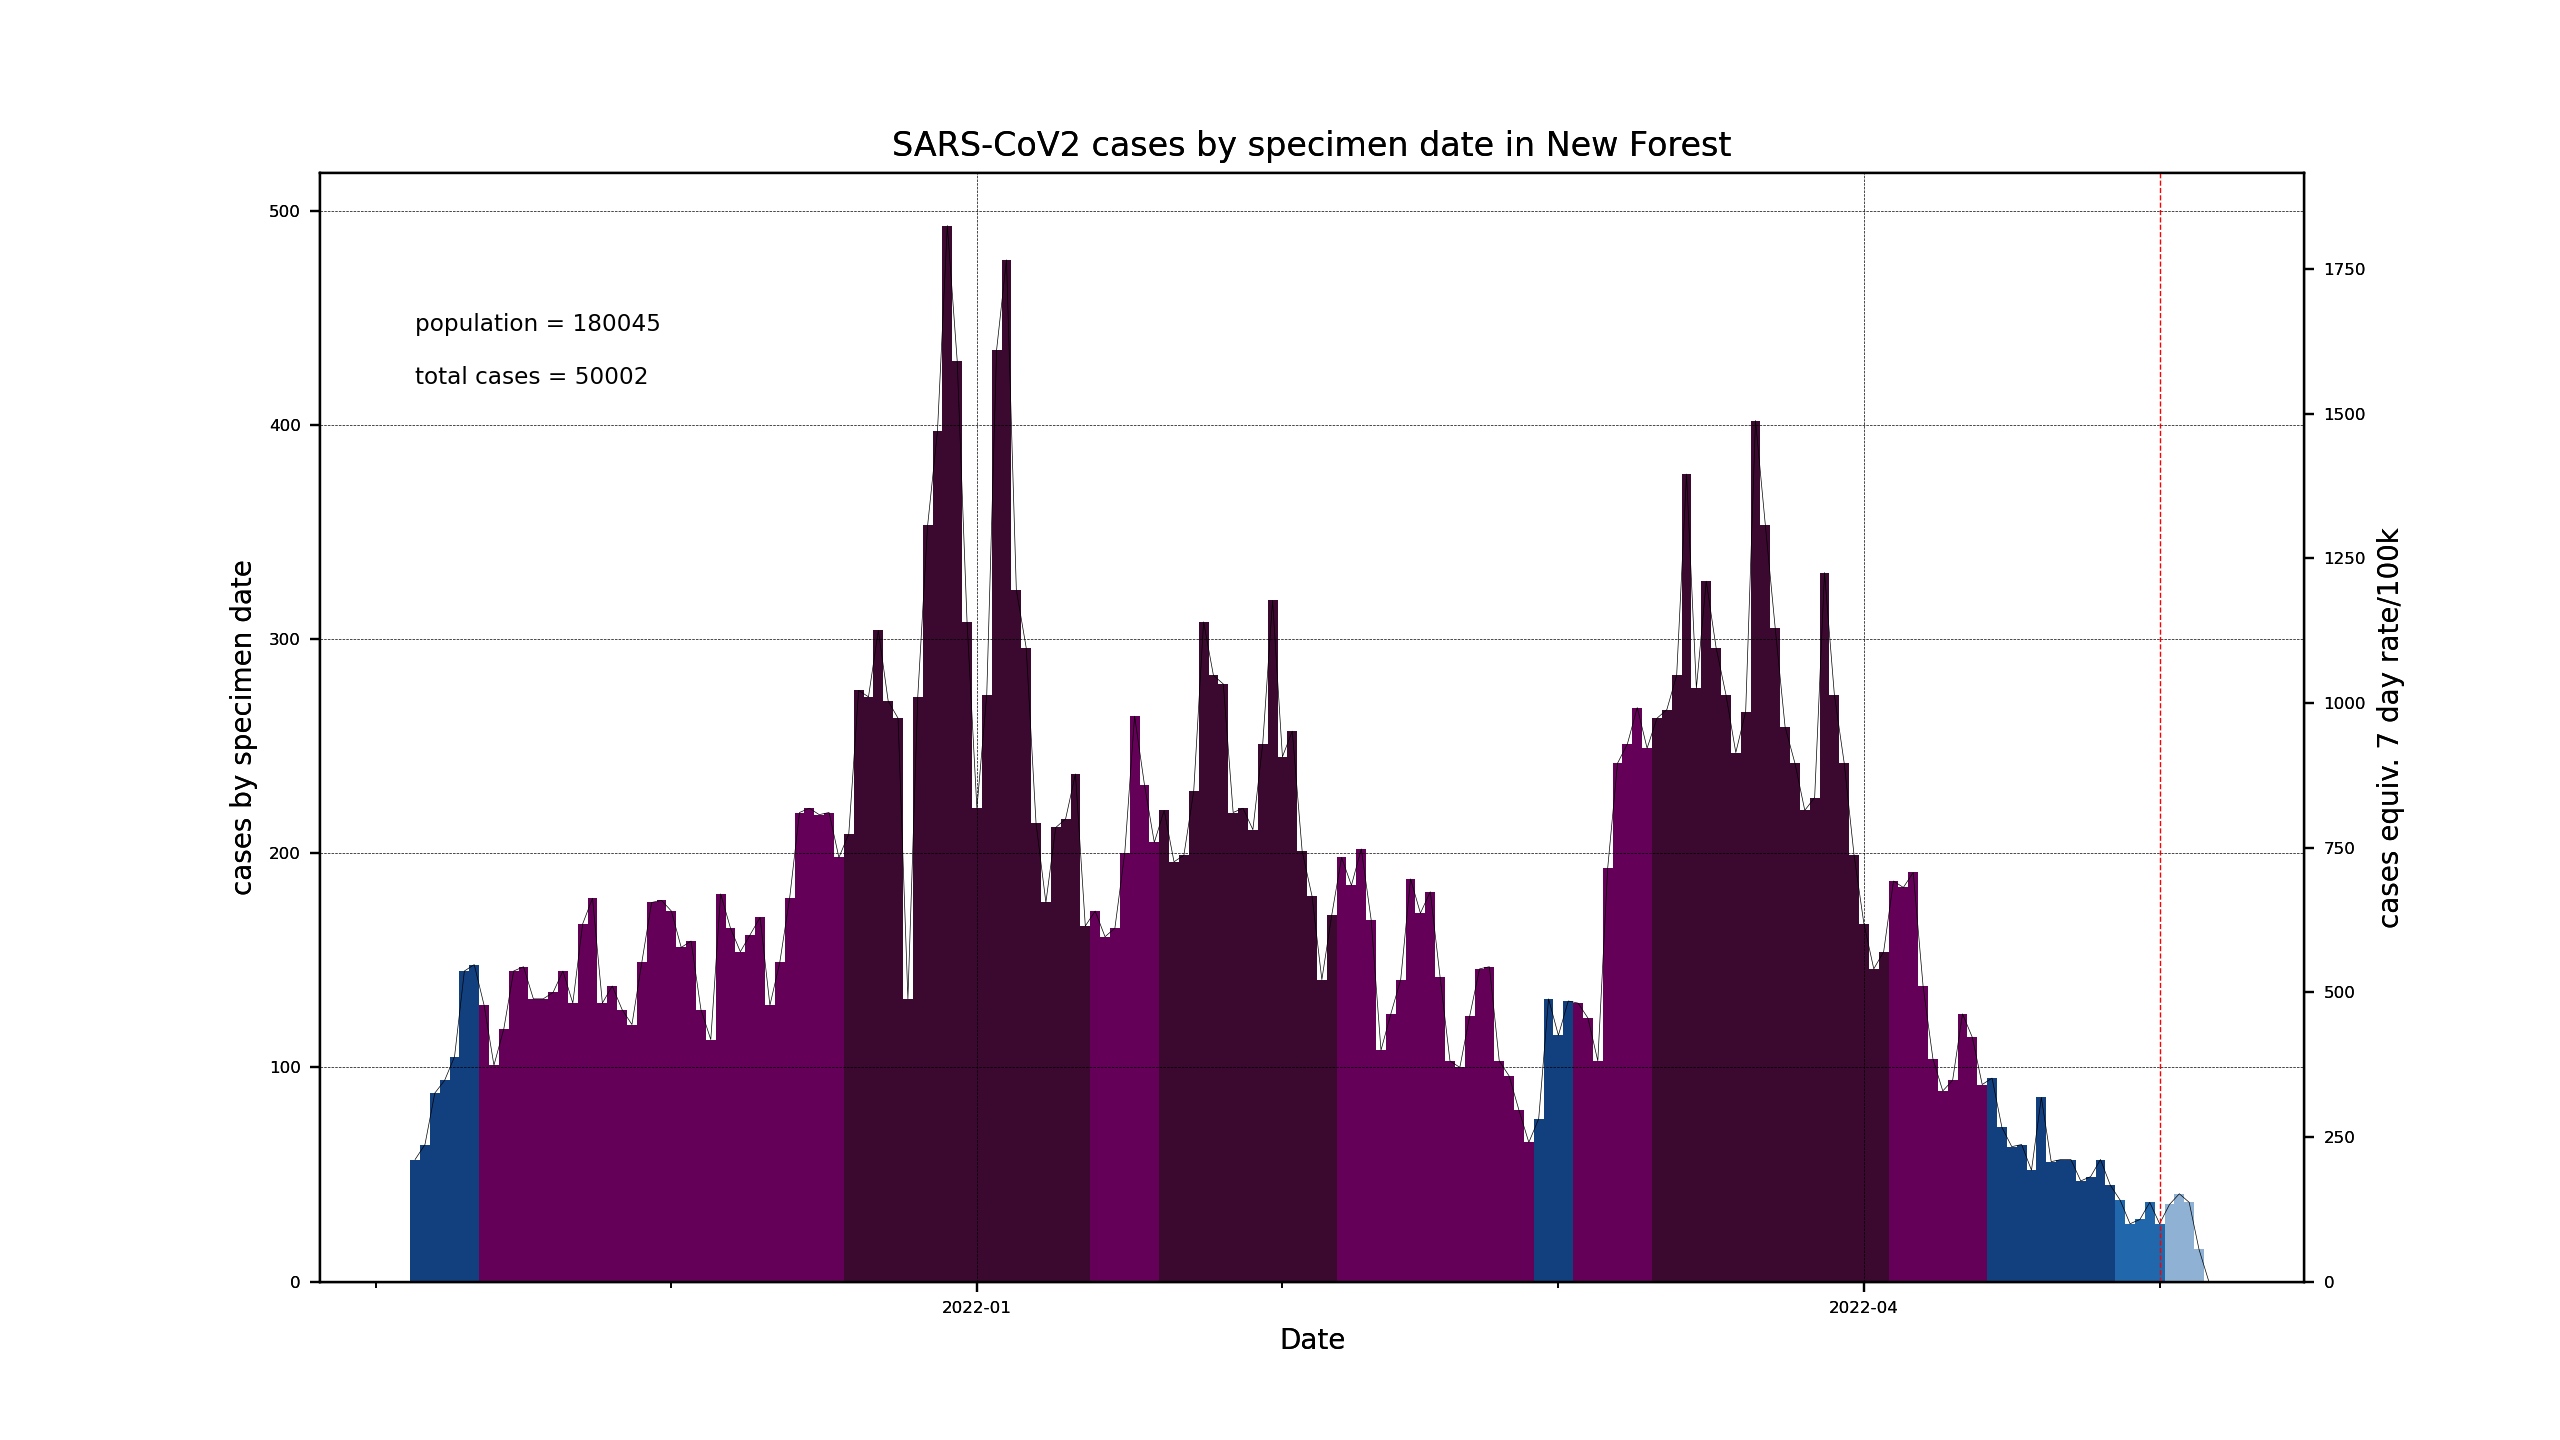 SARS-CoV2 cases by specimen date in New Forest
population = 180045
total cases = 50002
cases by specimen date
500
400
300
200
100
0
cases equiv. 7 day rate/100k
1750
1500
1250
1000
750
500
250
0
2022-01
2022-04
Date